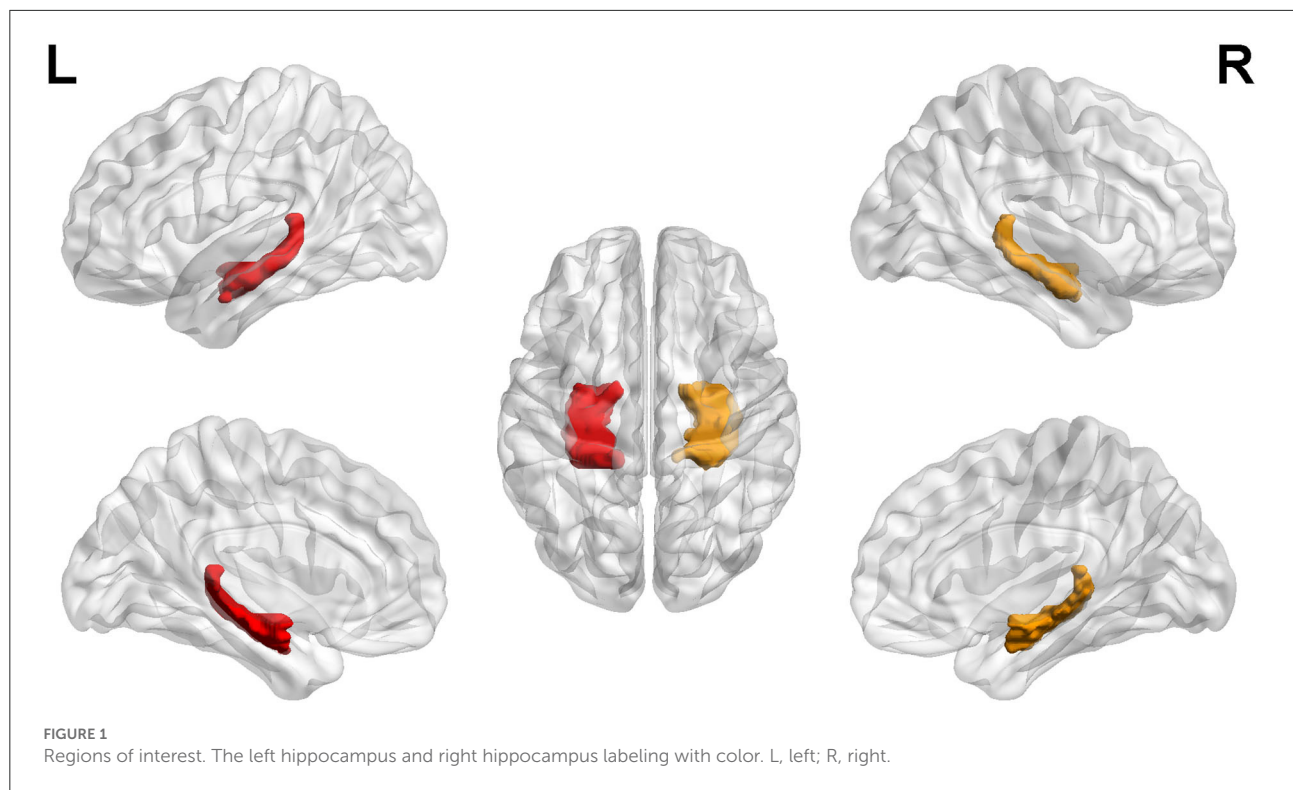 L
R
FIGURE 1
Regions of interest. The left hippocampus and right hippocampus labeling with color. L, left; R, right.